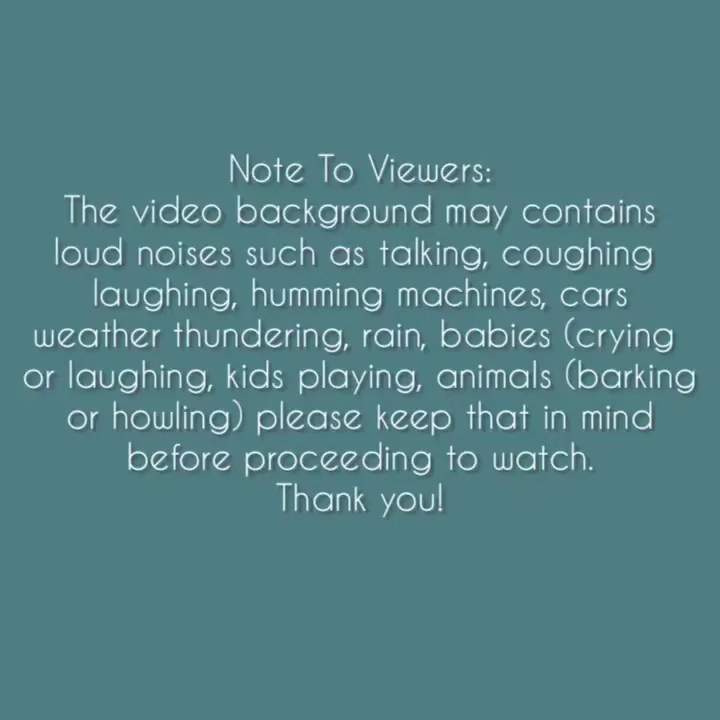 Note To Viewers:
The video background may contains
loud noises such as talking, coughing
laughing, humming machines, cars
weather thundering, rain, babies (crying
or laughing, kids playing, animals (barking
or howling) please keep that in mind
before proceeding to watch.
Thank you!